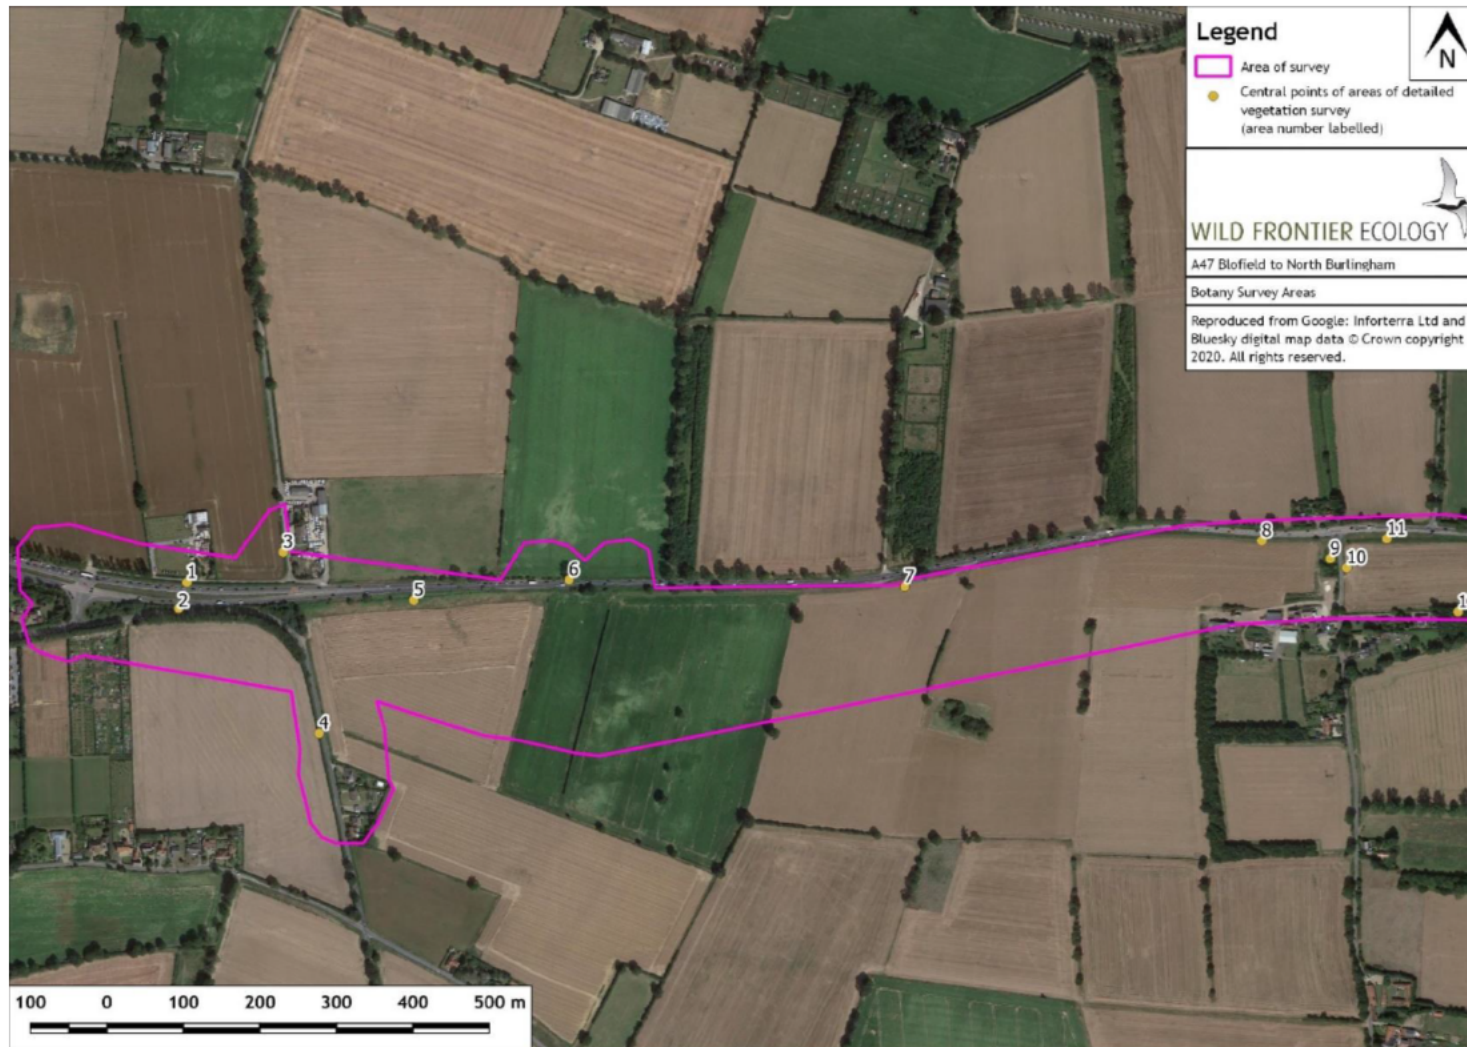 Legend
N
Area of survey
Central points of areas of detailed
vegetation survey
(area number labelled)
WILD FRONTIER ECOLOGY
A47 Blofield to North Burlingham
Botany Survey Areas
Reproduced from Google: Infoterra Ltd and
Bluesky digital map data © Crown copyright
2020. All rights reserved.
3
1
2
5
6
7
8
9
10
11
1
4
100 0 100 200 300 400 500 m